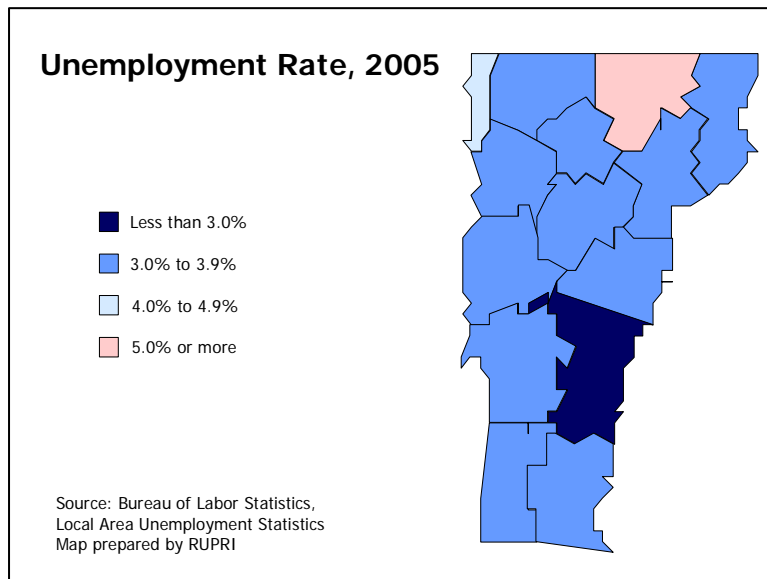 Unemployment Rate, 2005
Less than 3.0%
3.0% to 3.9%
4.0% to 4.9%
5.0% or more
Source: Bureau of Labor Statistics,
Local Area Unemployment Statistics
Map prepared by RUPRI